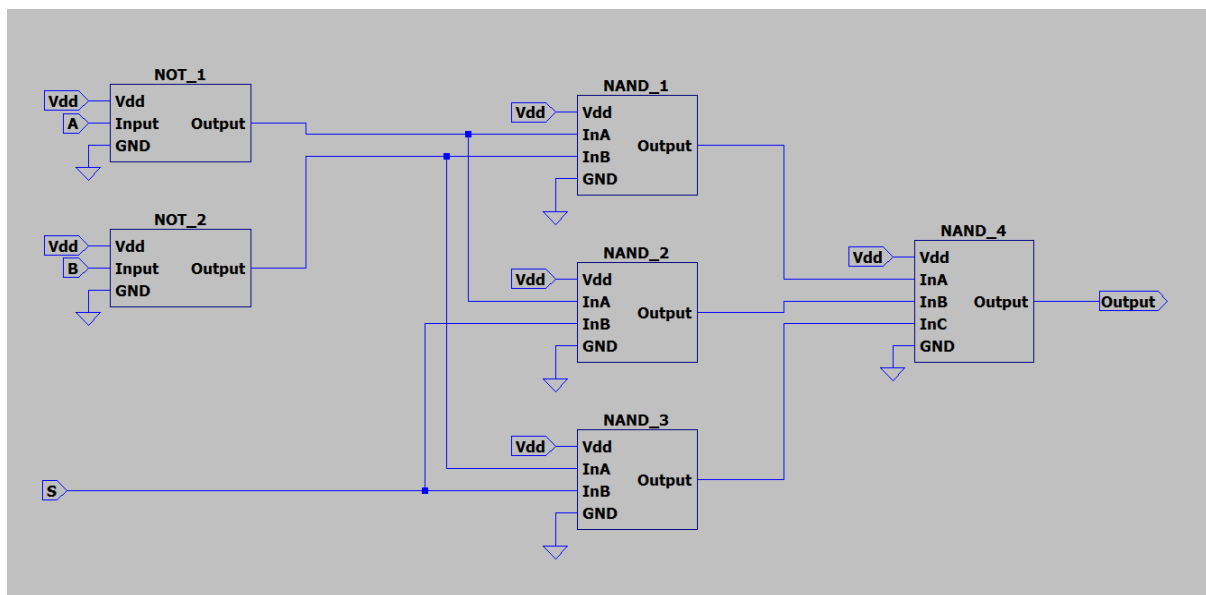 NOT_1
Vdd
Vdd
A
Input
Output
GND
NOT_2
Vdd
Vdd
B
Input
Output
GND
S
NAND_1
Vdd
Vdd
InA
Output
InB
GND
NAND_2
Vdd
Vdd
InA
Output
InB
GND
NAND_3
Vdd
Vdd
InA
Output
InB
GND
NAND_4
Vdd
Vdd
InA
InB
Output
InC
GND
Output